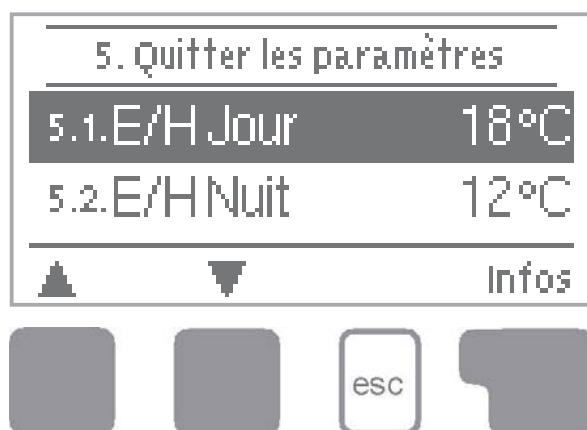 5. Quitter les paramètres
5.1.E/H Jour 18°C
5.2.E/H Nuit 12°C
Infos
esc